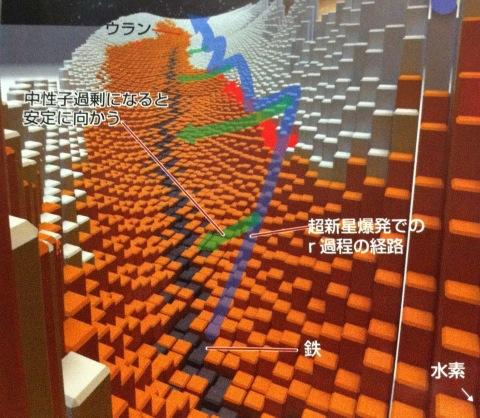 ウラン
中性子過剰になると
安定に向かう
超新星爆発での
r 過程の経路
鉄
水素